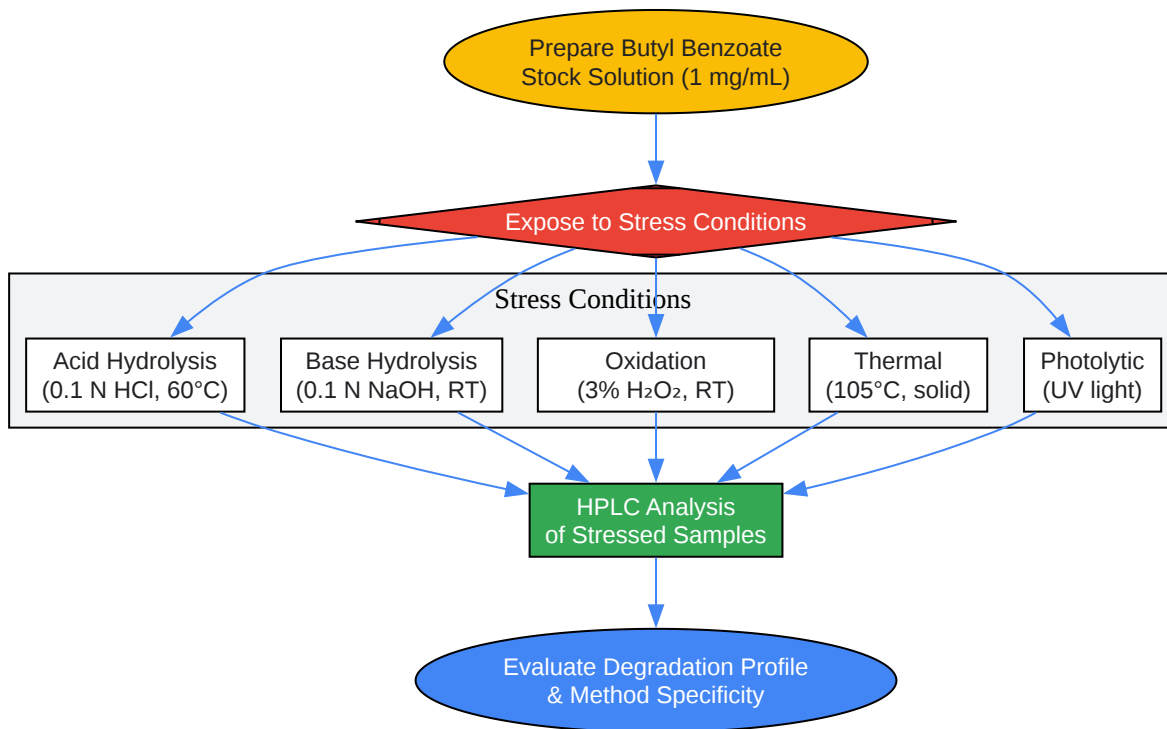 Prepare Butyl Benzoate
Stock Solution (1 mg/mL)
Expose to Stress Conditions
Stress Conditions
Acid Hydrolysis
(0.1 N HCl, 60°C)
Base Hydrolysis
(0.1 N NaOH, RT)
Oxidation
(3% H₂O₂, RT)
Thermal
(105°C, solid)
Photolytic
(UV light)
HPLC Analysis
of Stressed Samples
Evaluate Degradation Profile
& Method Specificity